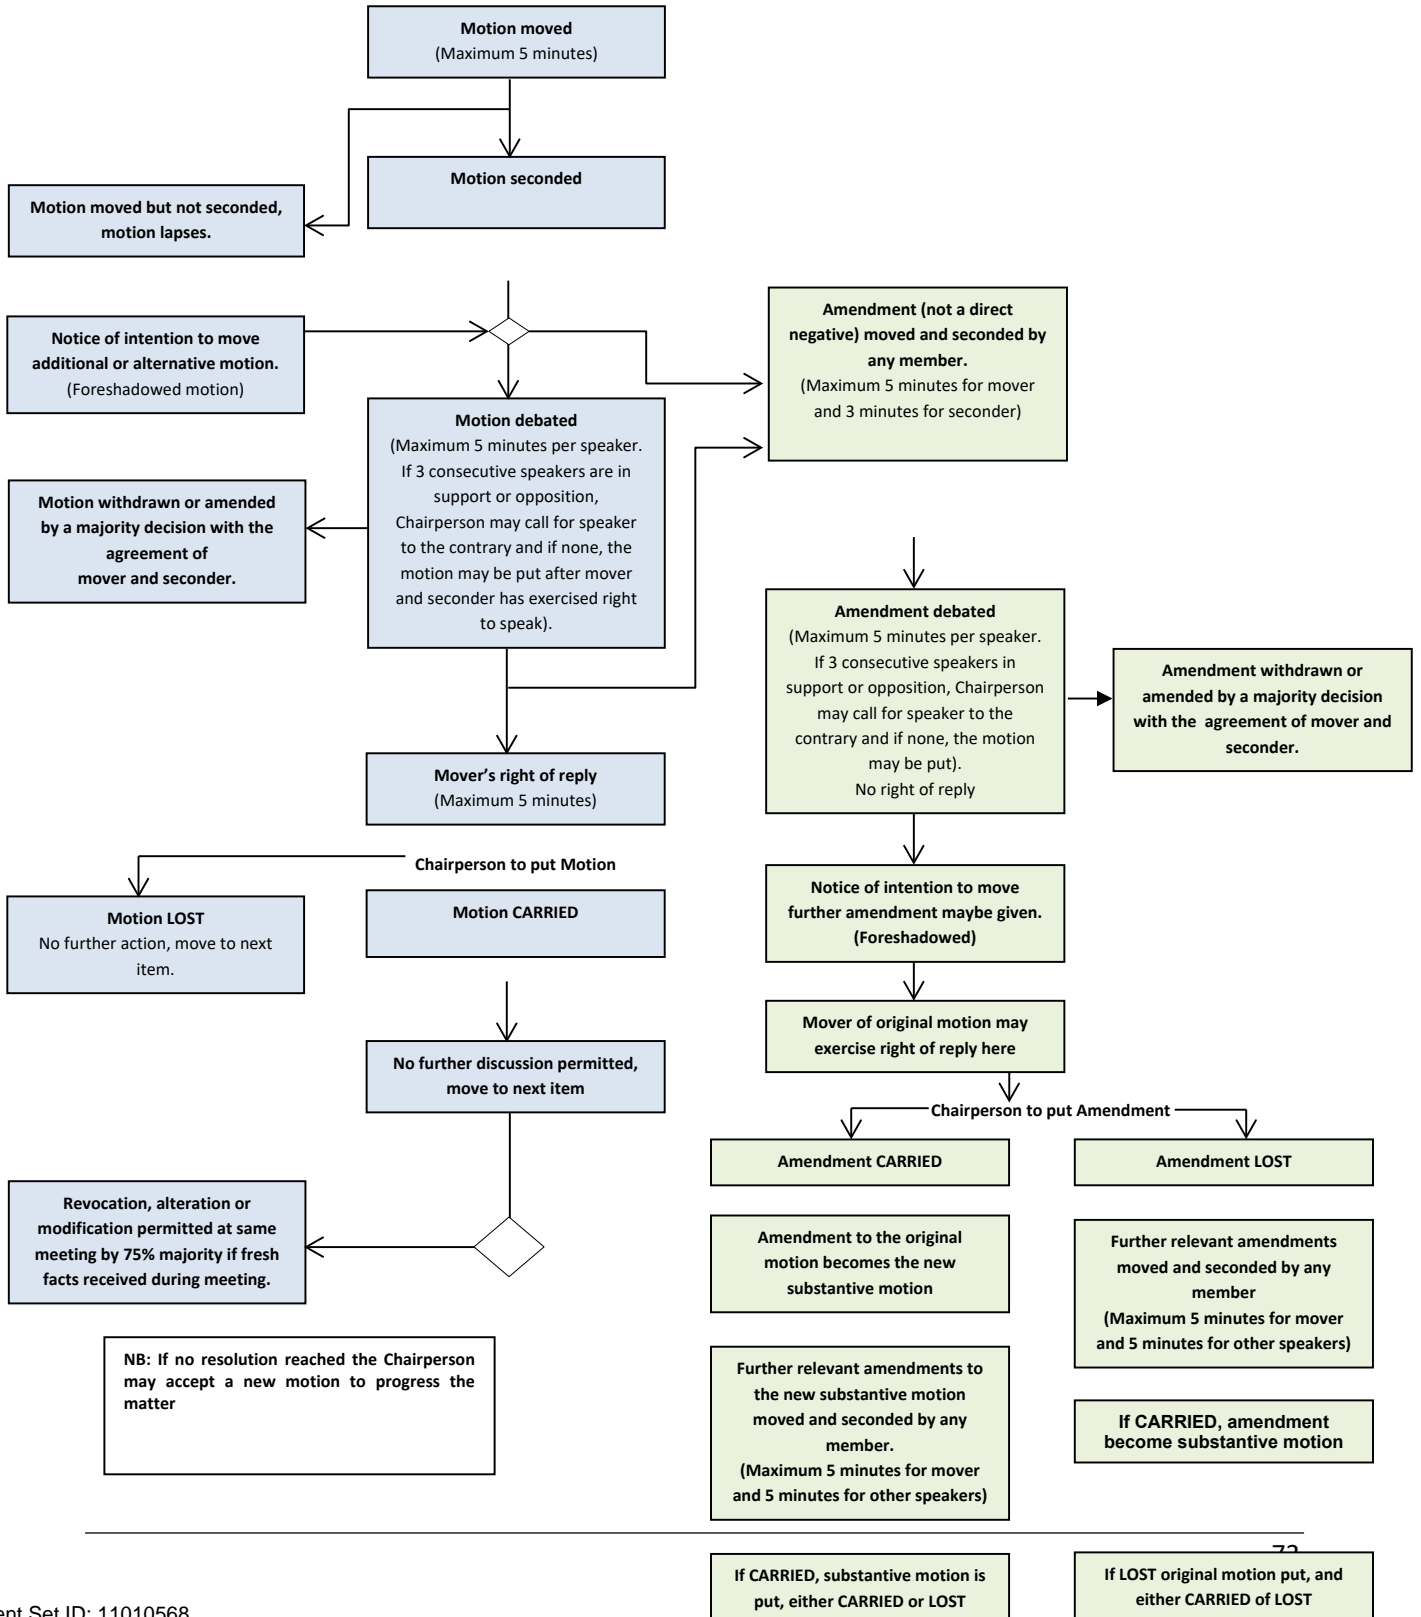 Motion moved
(Maximum 5 minutes)
Motion seconded
Motion moved but not seconded,
motion lapses.
Notice of intention to move
additional or alternative motion.
(Foreshadowed motion)
Amendment (not a direct
negative) moved and seconded by
any member.
(Maximum 5 minutes for mover
and 3 minutes for seconder)
Motion debated
(Maximum 5 minutes per speaker.
If 3 consecutive speakers are in
support or opposition,
Chairperson may call for speaker
to the contrary and if none, the
motion may be put after mover
and seconder has exercised right
to speak).
Motion withdrawn or amended
by a majority decision with the
agreement of
mover and seconder.
Amendment debated
(Maximum 5 minutes per speaker.
If 3 consecutive speakers in
support or opposition, Chairperson
may call for speaker to the
contrary and if none, the motion
may be put).
No right of reply
Amendment withdrawn or
amended by a majority decision
with the agreement of mover and
seconder.
Mover's right of reply
(Maximum 5 minutes)
Chairperson to put Motion
Motion LOST
No further action, move to next
item.
Motion CARRIED
Notice of intention to move
further amendment maybe given.
(Foreshadowed)
Mover of original motion may
exercise right of reply here
No further discussion permitted,
move to next item
Chairperson to put Amendment
Amendment CARRIED
Amendment LOST
Revocation, alteration or
modification permitted at same
meeting by 75% majority if fresh
facts received during meeting.
Amendment to the original
motion becomes the new
substantive motion
Further relevant amendments
moved and seconded by any
member
(Maximum 5 minutes for mover
and 5 minutes for other speakers)
NB: If no resolution reached the Chairperson
may accept a new motion to progress the
matter
Further relevant amendments to
the new substantive motion
moved and seconded by any
member.
(Maximum 5 minutes for mover
and 5 minutes for other speakers)
If CARRIED, amendment
become substantive motion
If CARRIED, substantive motion is
put, either CARRIED or LOST
If LOST original motion put, and
either CARRIED of LOST
Set ID: 11010568